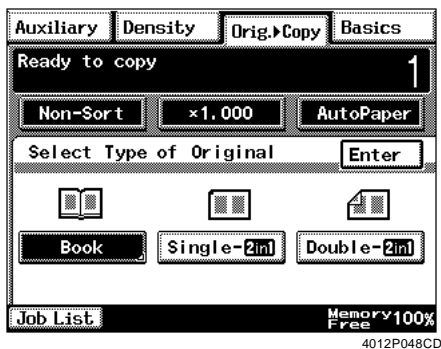 Auxiliary Density Orig.▸Copy Basics
Ready to copy 1
Non-Sort ×1.000 AutoPaper
Select Type of Original Enter
Book Single-2in1 Double-2in1
Job List Memory Free 100%
4012P048CD